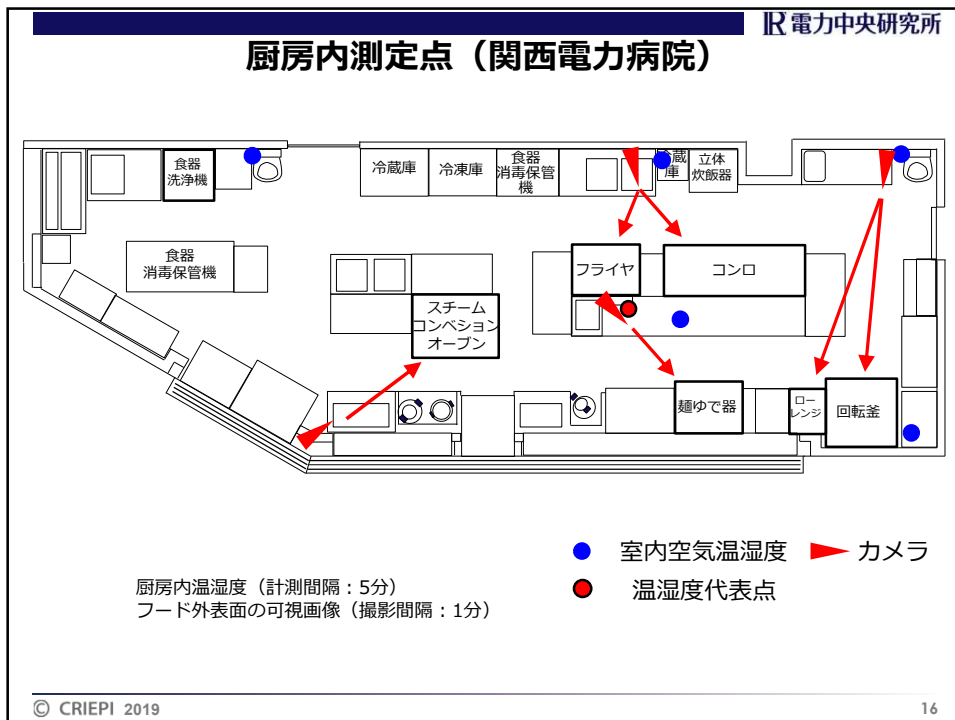 電力中央研究所
厨房内測定点（関西電力病院）
食器
洗浄機
冷蔵庫
冷凍庫
食器
消毒保管
機
冷蔵
庫
立体
炊飯器
食器
消毒保管機
フライヤ
コンロ
スチーム
コンベション
オーブン
麺ゆで器
ロー
レンジ
回転釜
室内空気温湿度
カメラ
温湿度代表点
厨房内温湿度（計測間隔：5分）
フード外表面の可視画像（撮影間隔：1分）
© CRIEPI 2019
16